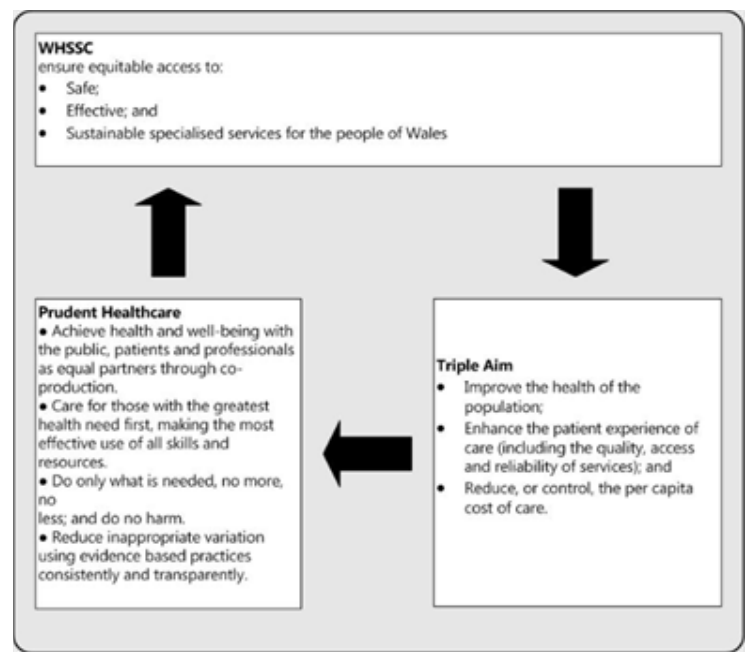 WHSSC
ensure equitable access to:
● Safe;
● Effective; and
● Sustainable specialised services for the people of Wales
Prudent Healthcare
● Achieve health and well-being with
the public, patients and professionals
as equal partners through co-
production.
● Care for those with the greatest
health need first, making the most
effective use of all skills and
resources.
● Do only what is needed, no more,
no
less; and do no harm.
● Reduce inappropriate variation
using evidence based practices
consistently and transparently.
Triple Aim
● Improve the health of the
population;
● Enhance the patient experience of
care (including the quality, access
and reliability of services); and
● Reduce, or control, the per capita
cost of care.